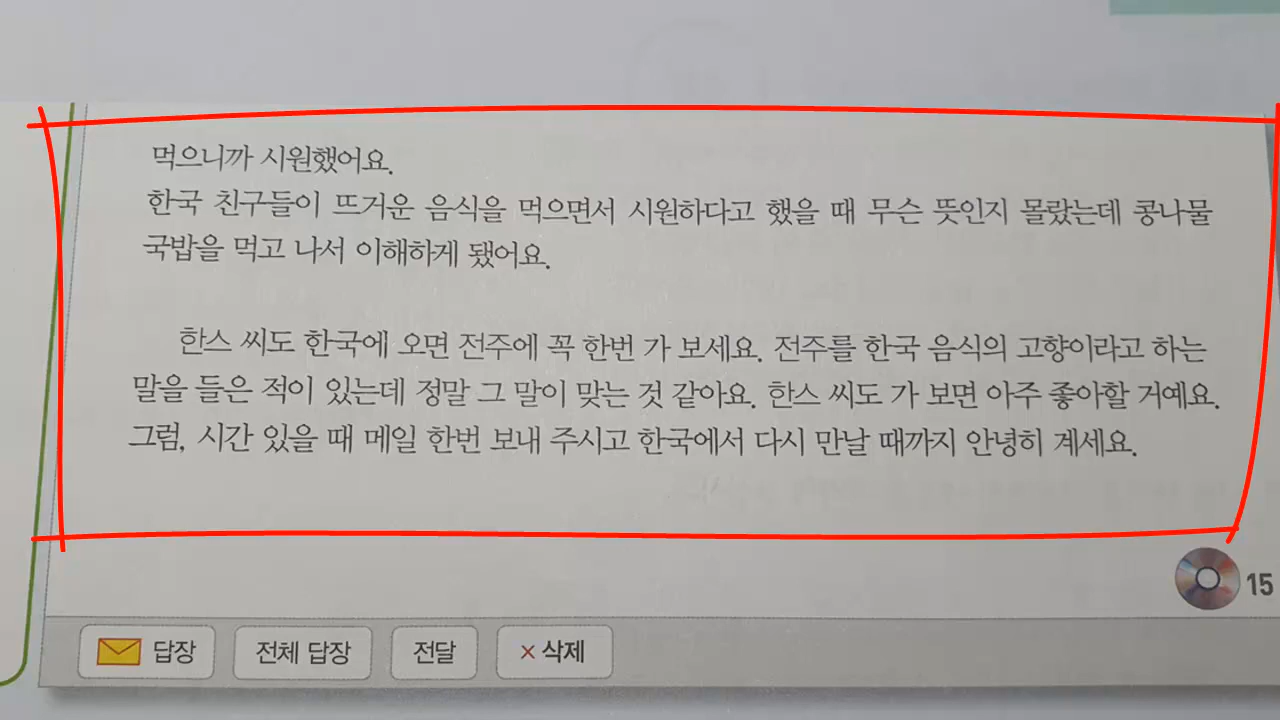 먹으니까 시원했어요.
한국 친구들이 뜨거운 음식을 먹으면서 시원하다고 했을 때 무슨 뜻인지 몰랐는데 콩나물
국밥을 먹고 나서 이해하게 됐어요.
한스 씨도 한국에 오면 전주에 꼭 한번 가 보세요. 전주를 한국 음식의 고향이라고 하는
말을 들은 적이 있는데 정말 그 말이 맞는 것 같아요. 한스 씨도 가 보면 아주 좋아할 거예요.
그럼, 시간 있을 때 메일 한번 보내 주시고 한국에서 다시 만날 때까지 안녕히 계세요.
15
답장 전체 답장 전달 × 삭제